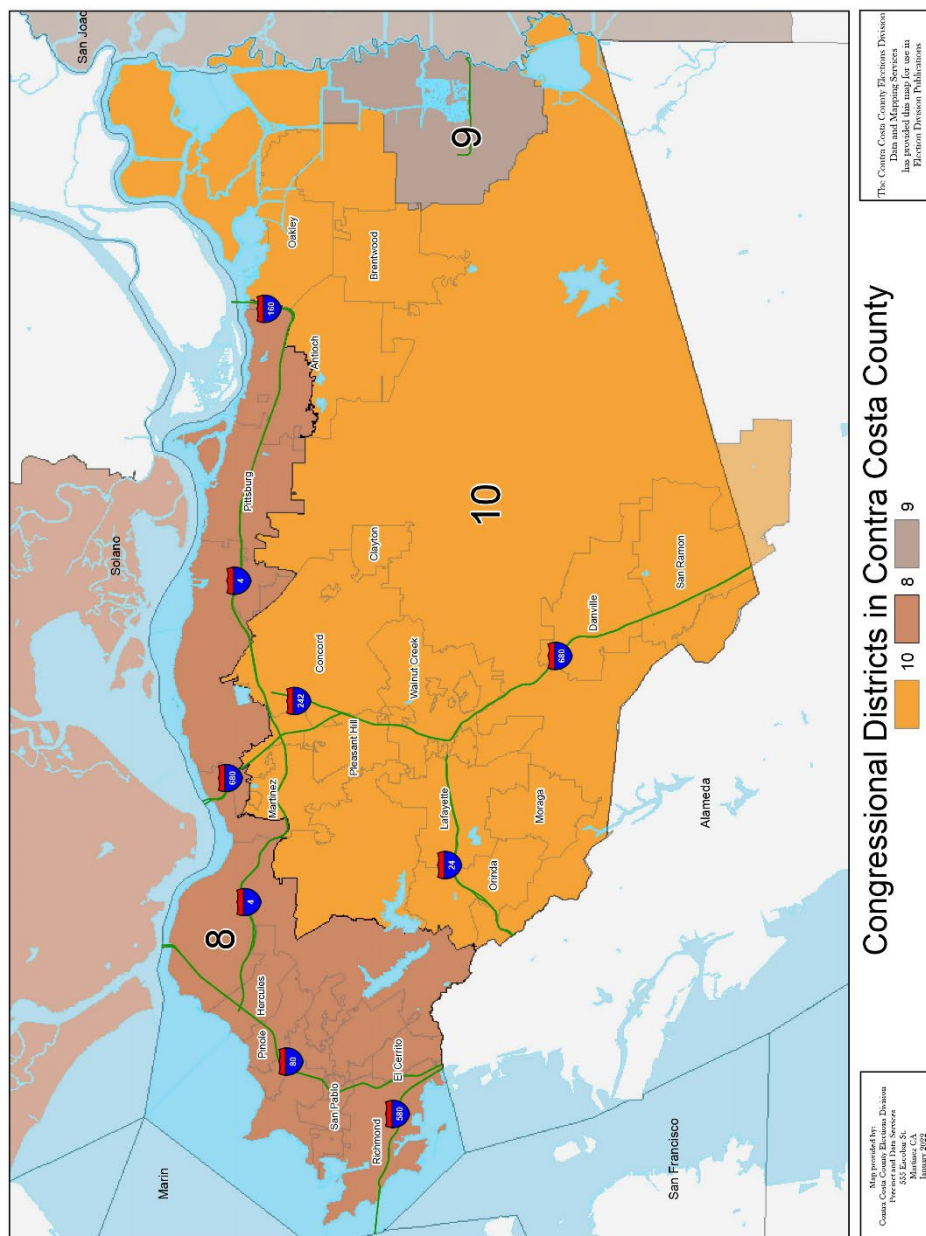 Marin
Solano
San Joaq
8
Hercules
Pinole
80
San Pablo
El Cerrito
Richmond
580
4
680
Martinez
242
Concord
Pleasant Hill
Walnut Creek
Clayton
4
Pittsburg
160
Antioch
Oakley
Brentwood
9
10
24
Orinda
Lafayette
Moraga
680
Danville
San Ramon
San Francisco
Alameda
Map provided by:
Contra Costa County Elections Division
Precinct and Data Services
555 Escobar St.
Martinez CA
January 2022
Congressional Districts in Contra Costa County
10 8 9
The Contra Costa County Elections Division
Data and Mapping Services
has provided this map for use in
Election Division Publications